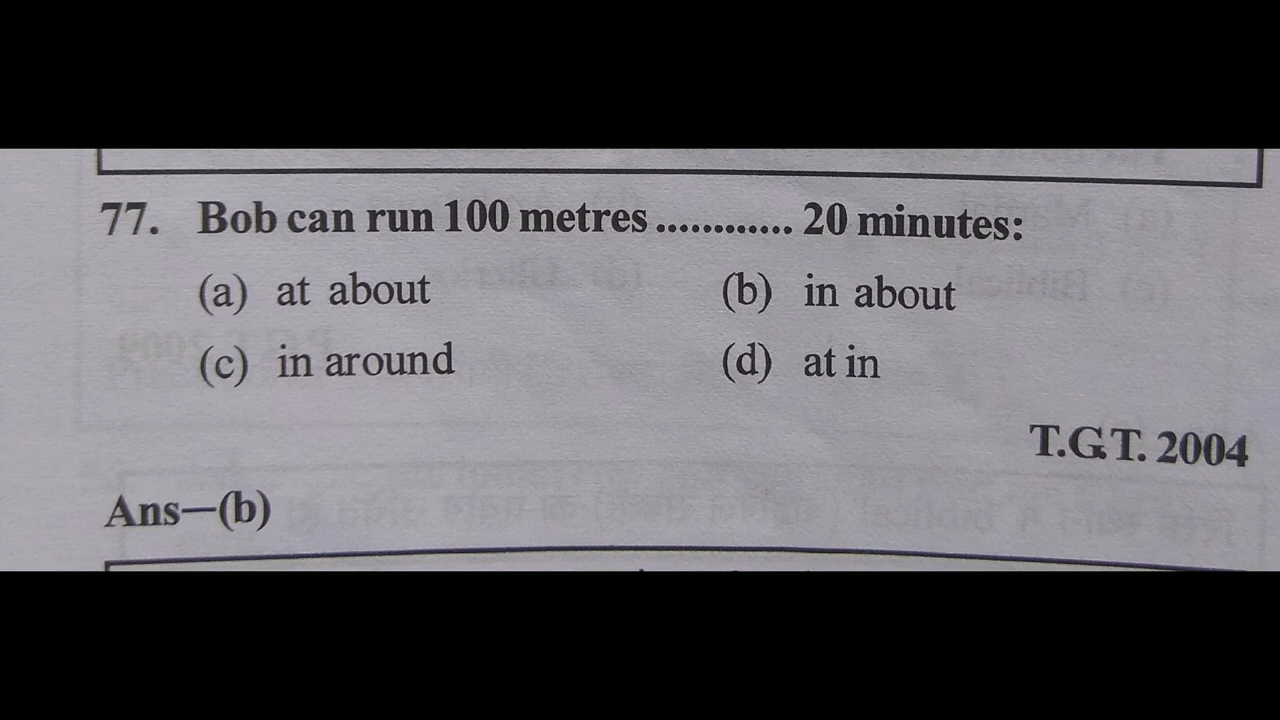 77. Bob can run 100 metres ............ 20 minutes:
(a) at about (b) in about
(c) in around (d) at in
T.G.T. 2004
Ans—(b)